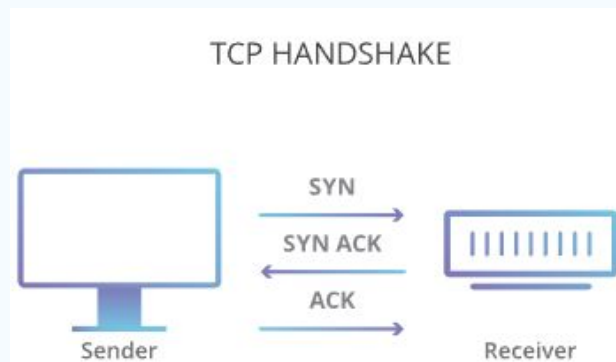 TCP HANDSHAKE
SYN
SYN ACK
ACK
Sender
Receiver